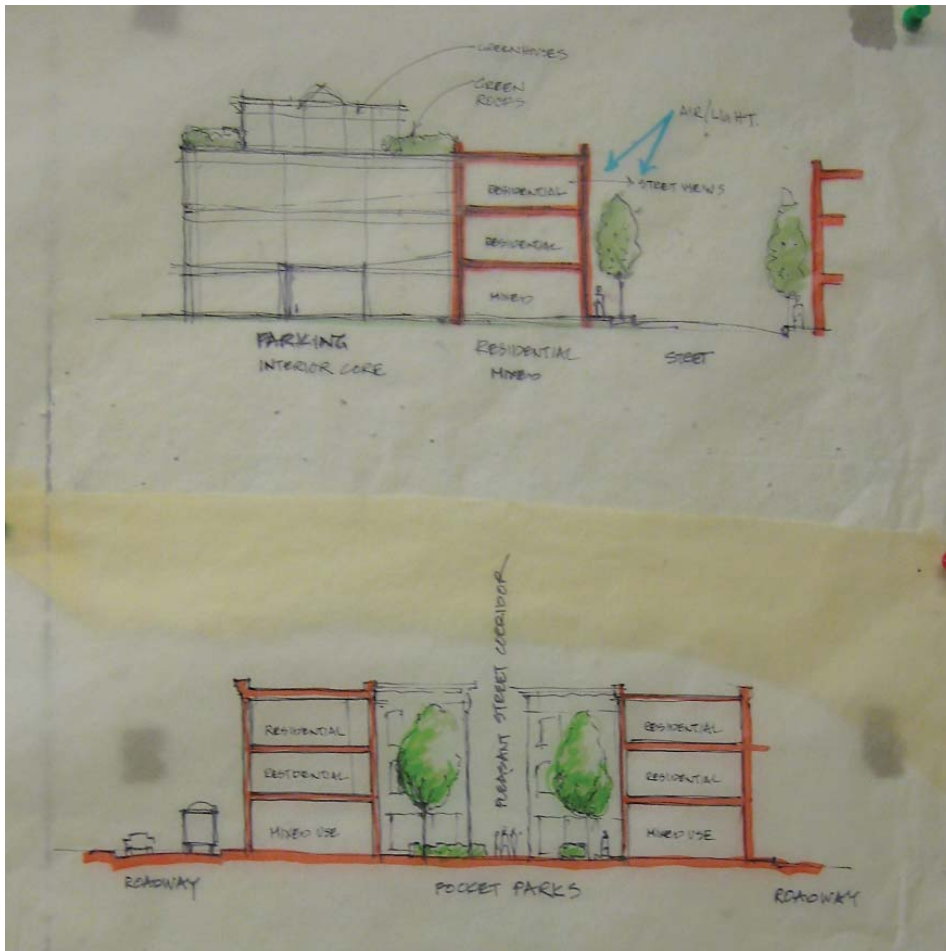 GREENHOUSES
GREEN
ROOFS
AIR/LIGHT.
RESIDENTIAL
STREET VIEWS
RESIDENTIAL
MIXED
PARKING
INTERIOR CORE
RESIDENTIAL
MIXED
STREET
PLEASANT STREET CORRIDOR
RESIDENTIAL
RESIDENTIAL
RESIDENTIAL
RESIDENTIAL
MIXED USE
MIXED USE
ROADWAY
POCKET PARKS
ROADWAY